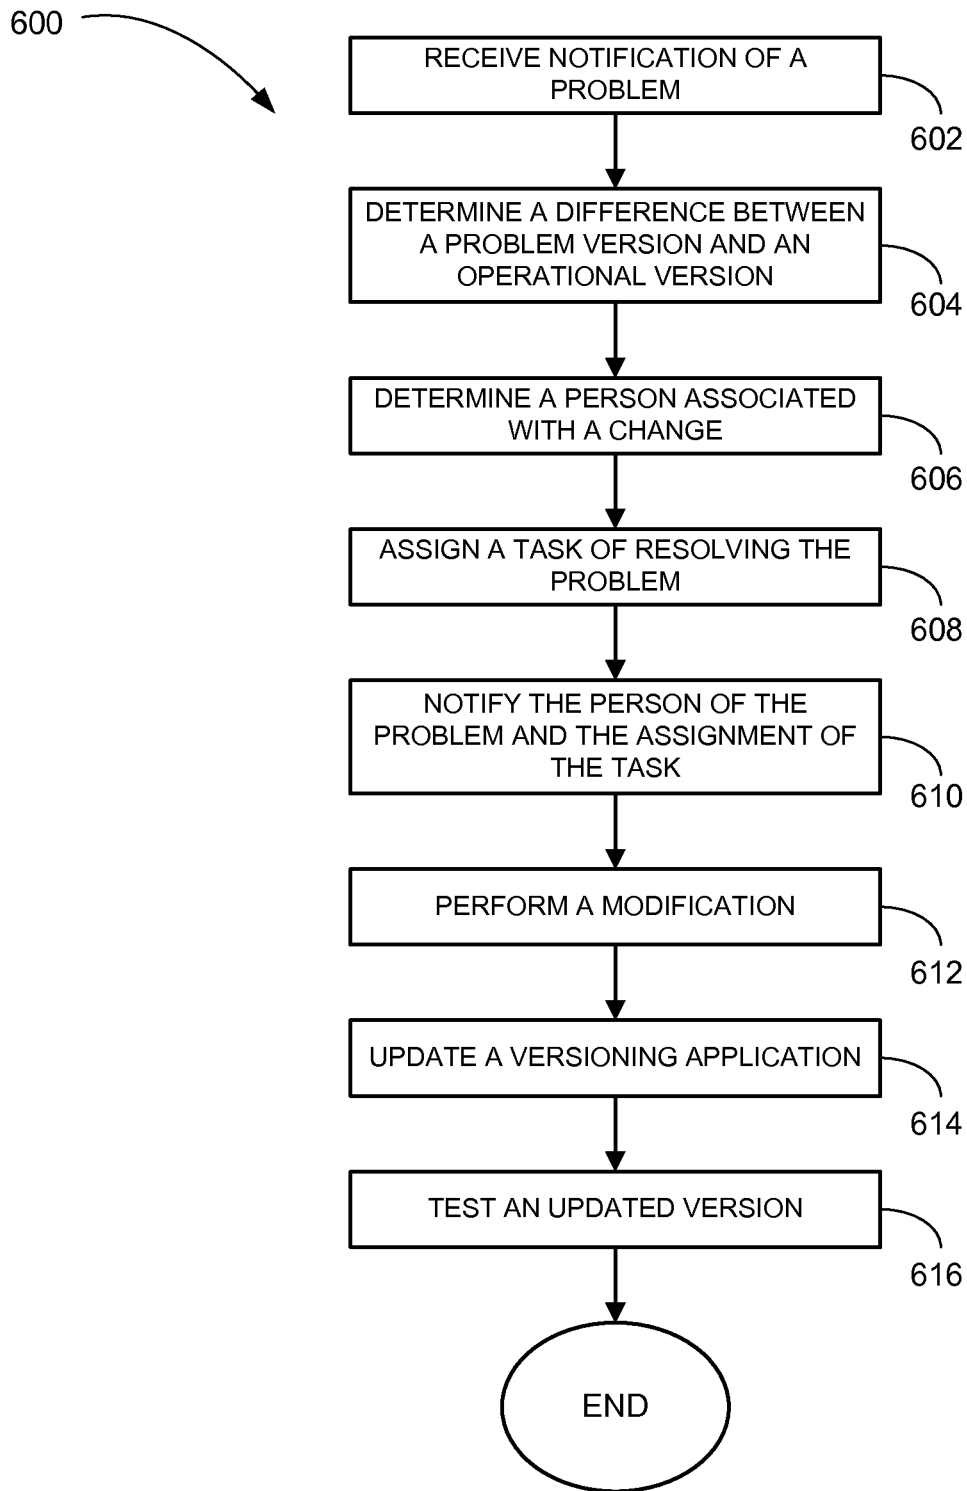 600
RECEIVE NOTIFICATION OF A
PROBLEM
602
DETERMINE A DIFFERENCE BETWEEN
A PROBLEM VERSION AND AN
OPERATIONAL VERSION
604
DETERMINE A PERSON ASSOCIATED
WITH A CHANGE
606
ASSIGN A TASK OF RESOLVING THE
PROBLEM
608
NOTIFY THE PERSON OF THE
PROBLEM AND THE ASSIGNMENT OF
THE TASK
610
PERFORM A MODIFICATION
612
UPDATE A VERSIONING APPLICATION
614
TEST AN UPDATED VERSION
616
END